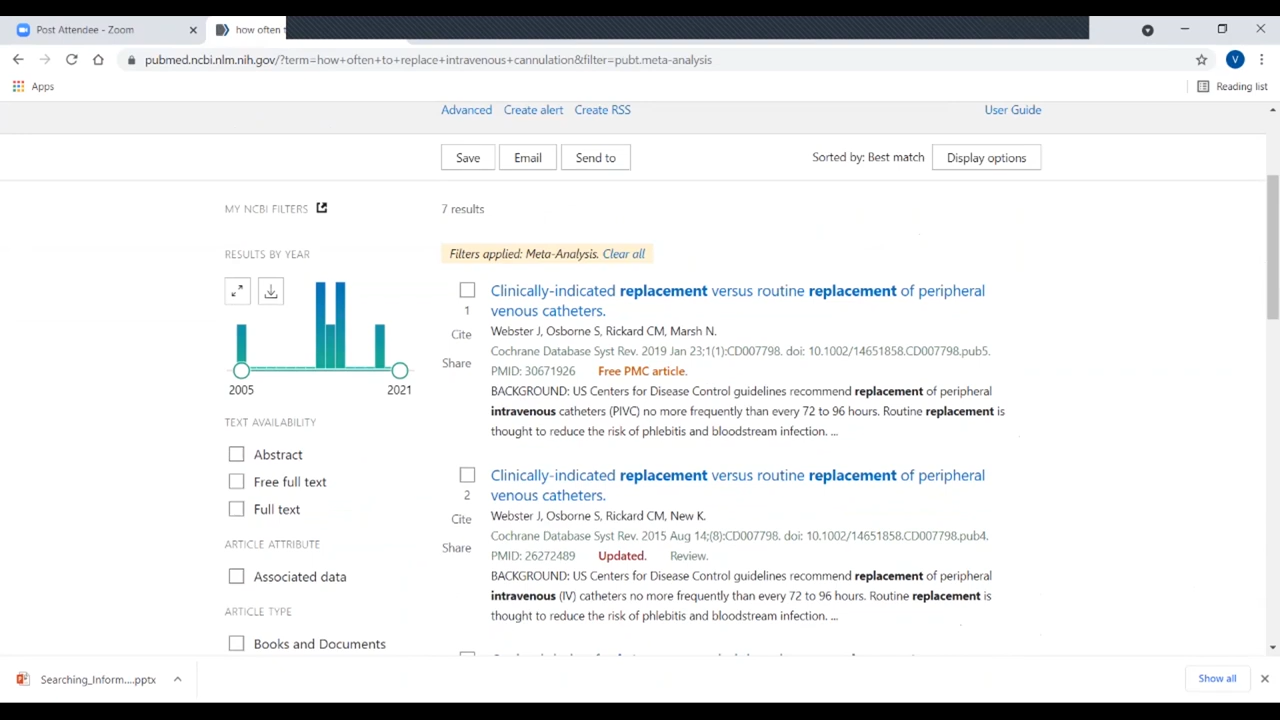 Post Attendee - Zoom
how often t
pubmed.ncbi.nlm.nih.gov/?term=how+often+to+replace+intravenous+cannulation&filter=pubt.meta-analysis
V
Apps
Reading list
Advanced
Create alert
Create RSS
User Guide
Save
Email
Send to
Sorted by: Best match
Display options
MY NCBI FILTERS
7 results
RESULTS BY YEAR
2005
2021
TEXT AVAILABILITY
Abstract
Free full text
Full text
ARTICLE ATTRIBUTE
Associated data
ARTICLE TYPE
Books and Documents
Filters applied: Meta-Analysis. Clear all
1
Cite
Share
Clinically-indicated replacement versus routine replacement of peripheral
venous catheters.
Webster J, Osborne S, Rickard CM, Marsh N.
Cochrane Database Syst Rev. 2019 Jan 23;1(1):CD007798. doi: 10.1002/14651858.CD007798.pub5.
PMID: 30671926 Free PMC article.
BACKGROUND: US Centers for Disease Control guidelines recommend replacement of peripheral
intravenous catheters (PIVC) no more frequently than every 72 to 96 hours. Routine replacement is
thought to reduce the risk of phlebitis and bloodstream infection. ...
2
Cite
Share
Clinically-indicated replacement versus routine replacement of peripheral
venous catheters.
Webster J, Osborne S, Rickard CM, New K.
Cochrane Database Syst Rev. 2015 Aug 14;(8):CD007798. doi: 10.1002/14651858.CD007798.pub4.
PMID: 26272489 Updated. Review.
BACKGROUND: US Centers for Disease Control guidelines recommend replacement of peripheral
intravenous (IV) catheters no more frequently than every 72 to 96 hours. Routine replacement is
thought to reduce the risk of phlebitis and bloodstream infection. ...
Searching_Inform....pptx
Show all